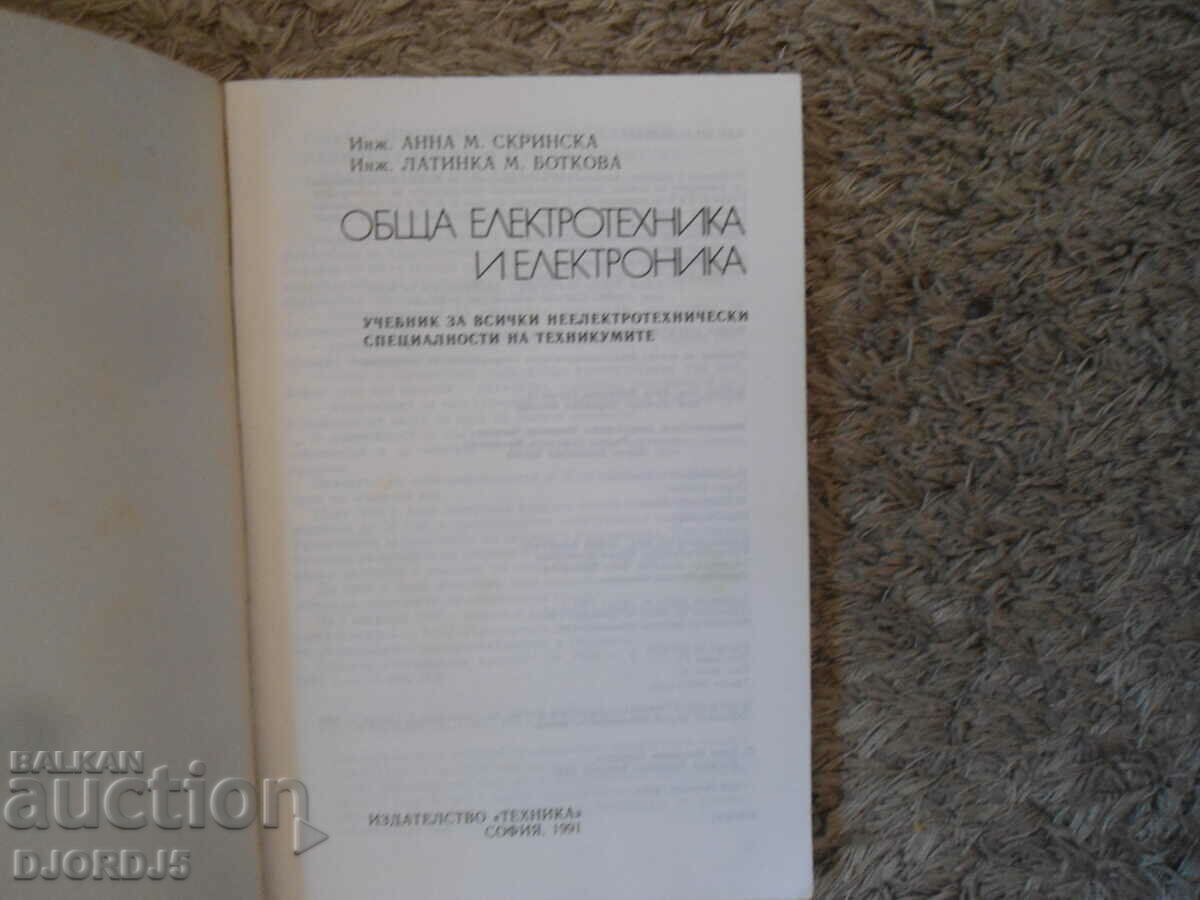 Инж. АННА М. СКРИНСКА
Инж. ЛАТИНКА М. БОТКОВА
ОБЩА ЕЛЕКТРОТЕХНИКА
И ЕЛЕКТРОНИКА
УЧЕБНИК ЗА ВСИЧКИ НЕЕЛЕКТРОТЕХНИЧЕСКИ
СПЕЦИАЛНОСТИ НА ТЕХНИКУМИТЕ
ИЗДАТЕЛСТВО «ТЕХНИКА»
СОФИЯ, 1991
BALKAN
auction
DJORDJ5